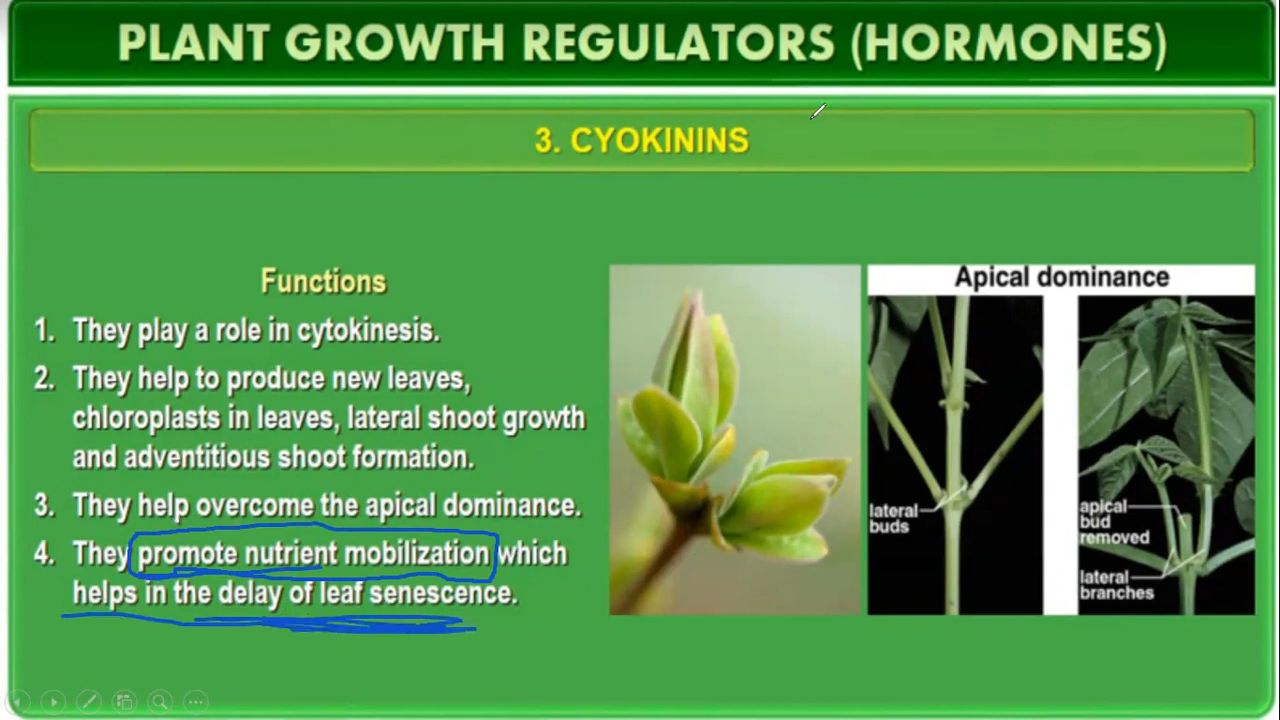 PLANT GROWTH REGULATORS (HORMONES)
3. CYOKININS
Functions
1. They play a role in cytokinesis.
2. They help to produce new leaves,
chloroplasts in leaves, lateral shoot growth
and adventitious shoot formation.
3. They help overcome the apical dominance.
4. They promote nutrient mobilization which
helps in the delay of leaf senescence.
Apical dominance
lateral
buds
apical
bud
removed
lateral
branches